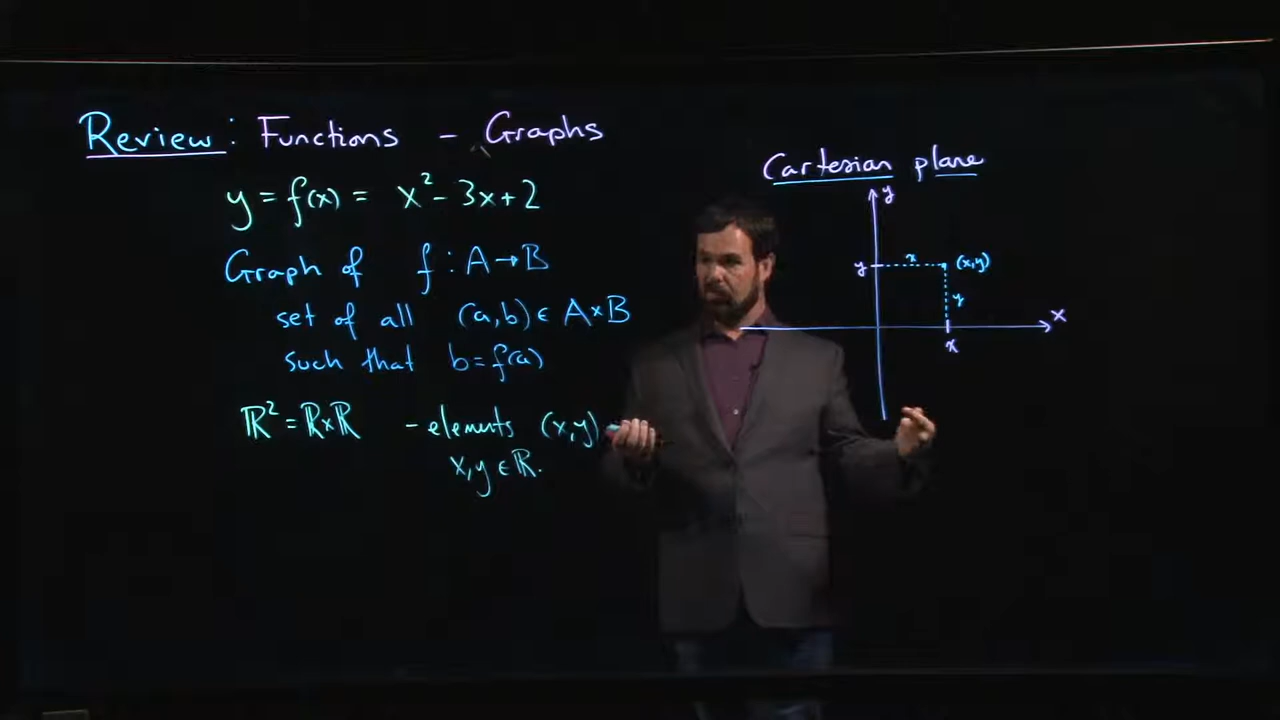 Review: Functions - Graphs
y = f(x) = x² - 3x + 2
Graph of f : A → B
set of all (a,b) ∈ A×B
such that b = f(a)
ℝ² = ℝ×ℝ - elements (x,y)
x,y ∈ ℝ.
Cartesian plane
y
y x (x,y)
y
x
x